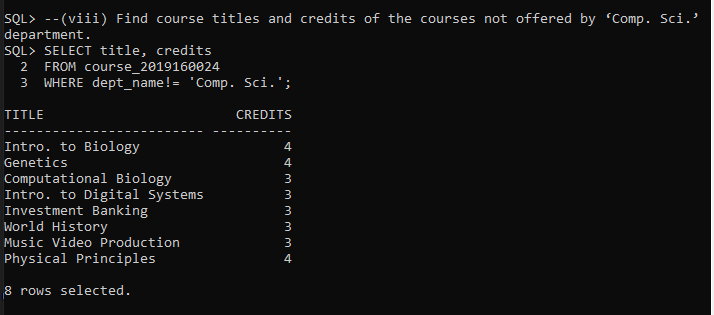 SQL> --(viii) Find course titles and credits of the courses not offered by ‘Comp. Sci.’
department.
SQL> SELECT title, credits
2 FROM course_2019160024
3 WHERE dept_name!= 'Comp. Sci.';
TITLE CREDITS
------------------------- ----------
Intro. to Biology 4
Genetics 4
Computational Biology 3
Intro. to Digital Systems 3
Investment Banking 3
World History 3
Music Video Production 3
Physical Principles 4
8 rows selected.